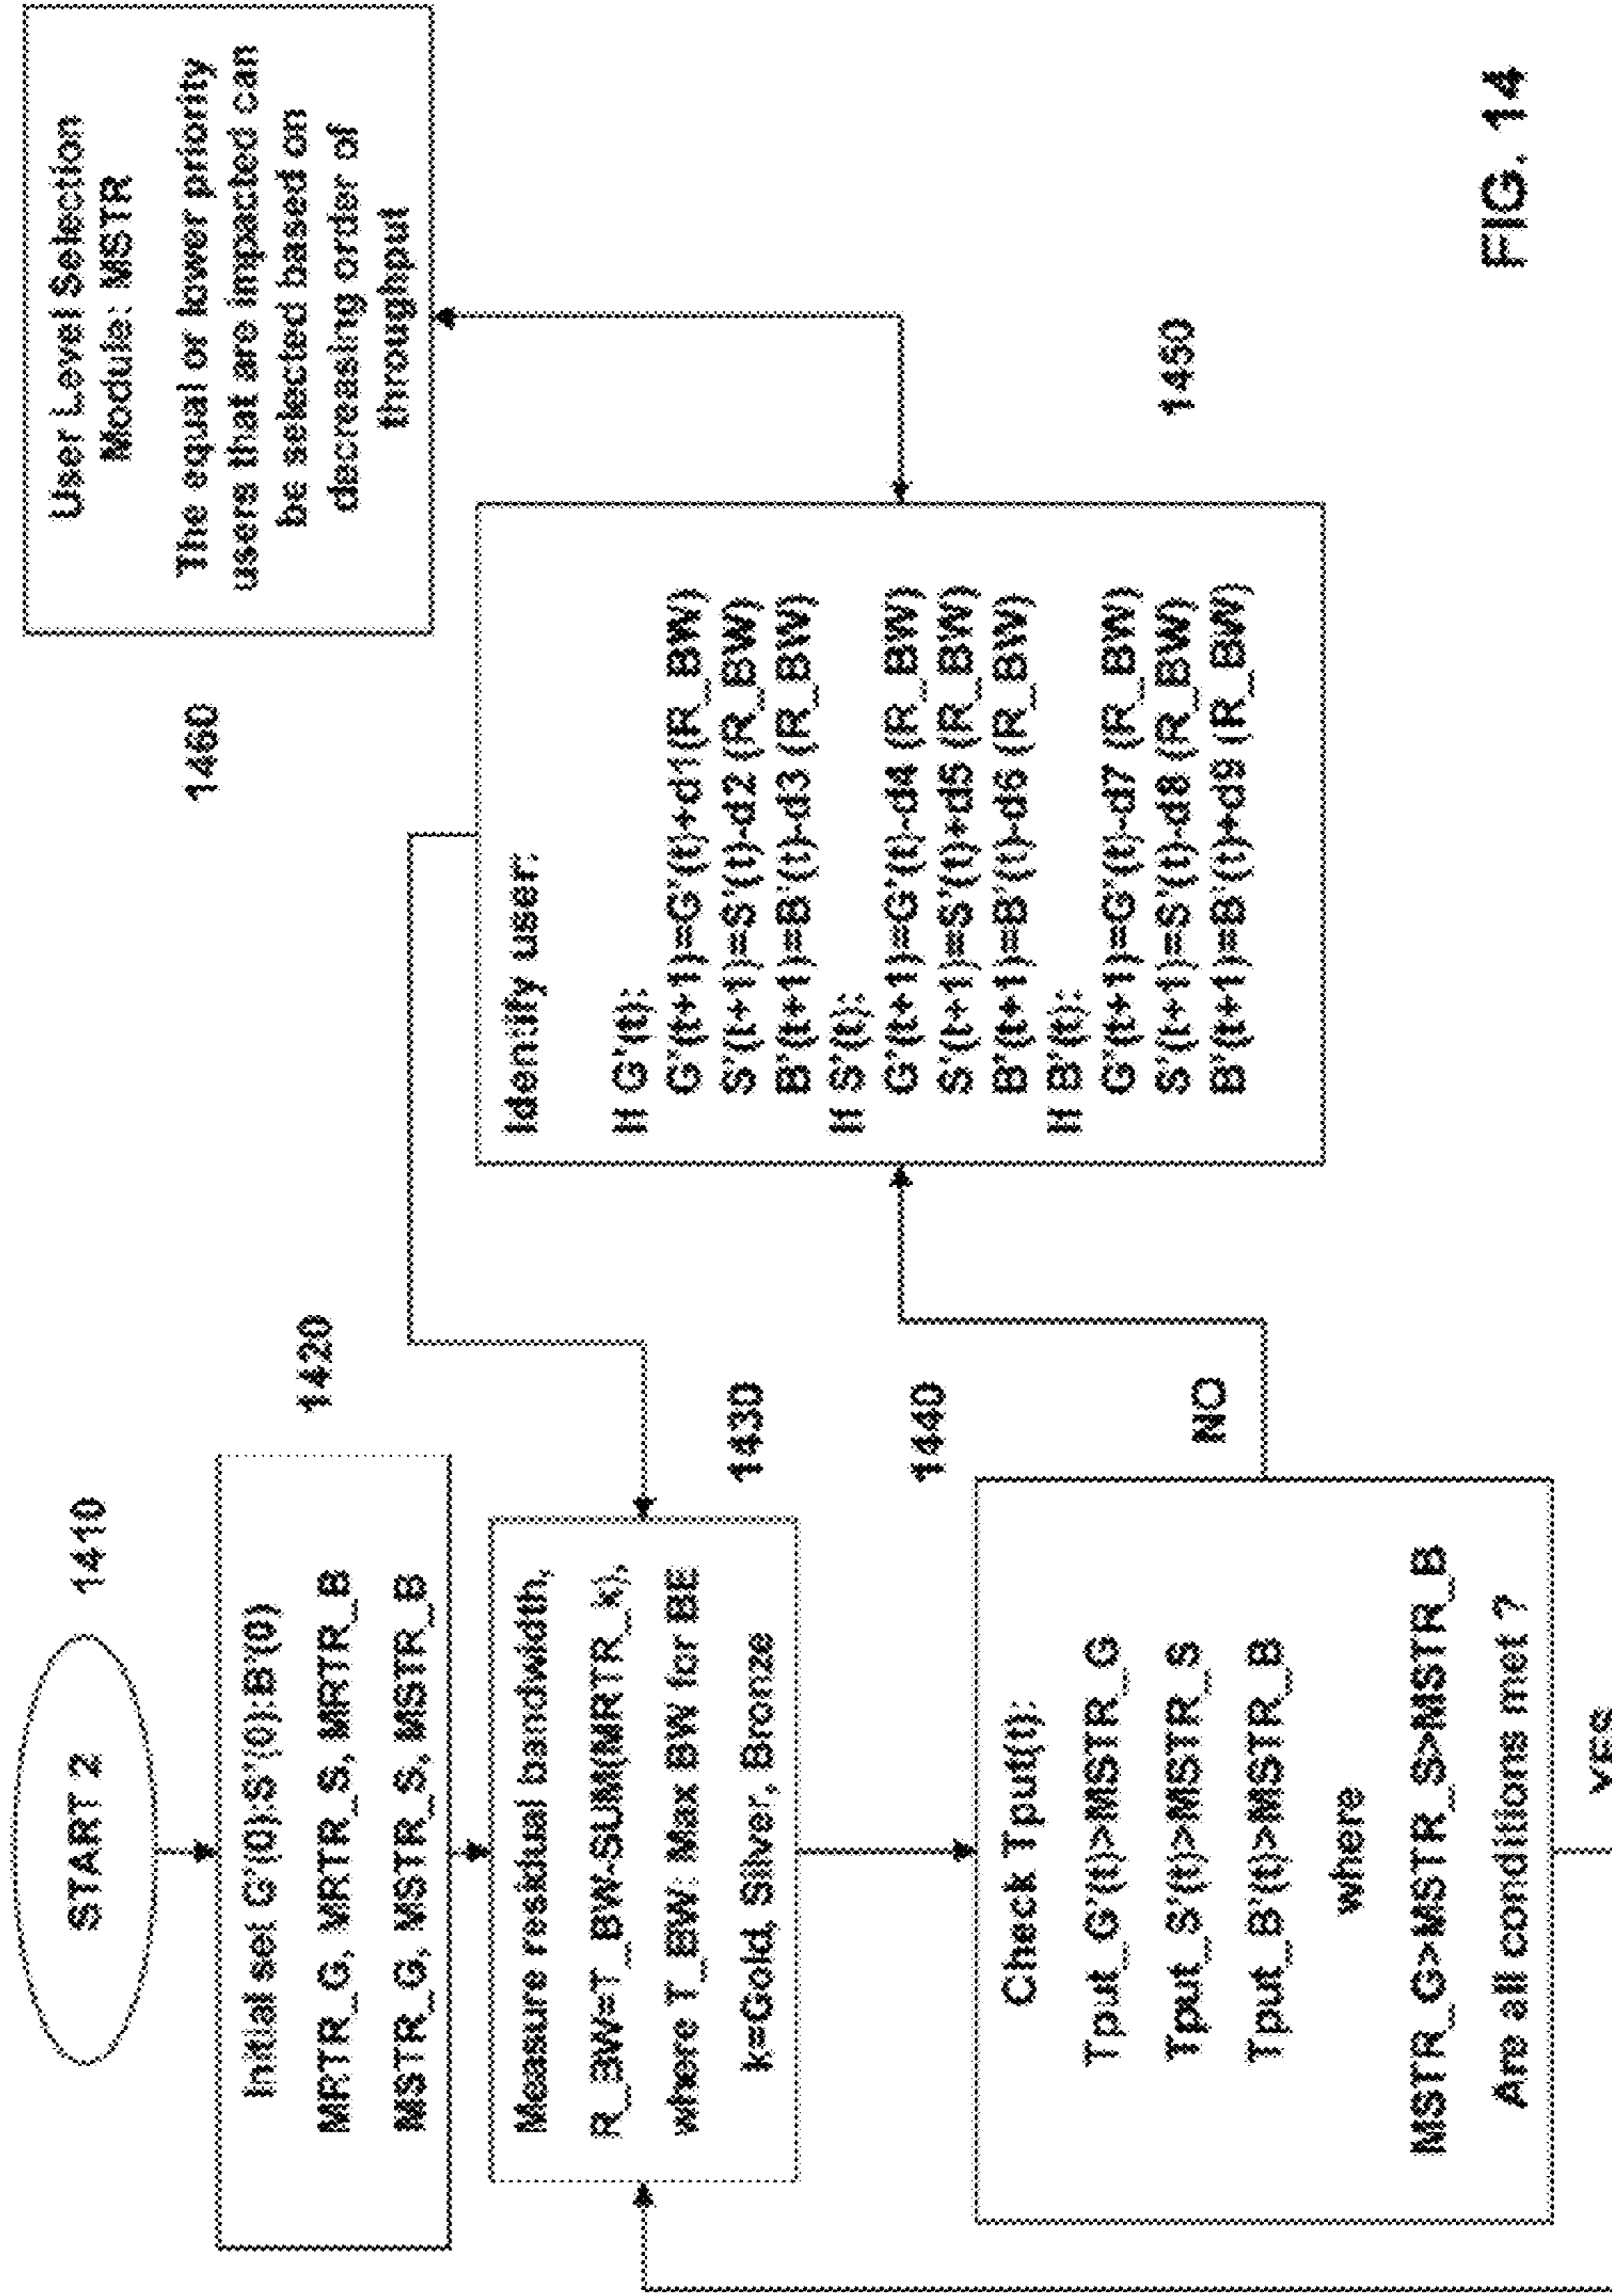 START 2
1410
Initial set G'(0):S'(0):B'(0)
MRTR_G, MRTR_S, MRTR_B
MSTR_G, MSTR_S, MSTR_B
1420
Measure residual bandwidth,
R_BW=T_BW-SUM(MRTR_k),
where T_BW: Max BW for BE
k=Gold, Silver, Bronze
1430
1440
Check Tput(t):
Tput_G'(t)>MSTR_G
Tput_S'(t)>MSTR_S
Tput_B'(t)>MSTR_B
where
MSTR_G>MSTR_S>MSTR_B
Are all conditions met ?
NO
YES
Identify user:
If G'(t):
G'(t+1)=G'(t)+d1(R_BW)
S'(t+1)=S'(t)-d2 (R_BW)
B'(t+1)=B'(t)-d3 (R_BW)
If S'(t):
G'(t+1)=G'(t)-d4 (R_BW)
S'(t+1)=S'(t)+d5 (R_BW)
B'(t+1)=B'(t)-d6 (R_BW)
If B'(t):
G'(t+1)=G'(t)-d7 (R_BW)
S'(t+1)=S'(t)-d8 (R_BW)
B'(t+1)=B'(t)+d9 (R_BW)
1450
1460
User Level Selection
Module: MSTR
The equal or lower priority
users that are impacted can
be selected based on
decreasing order of
throughput
FIG. 14